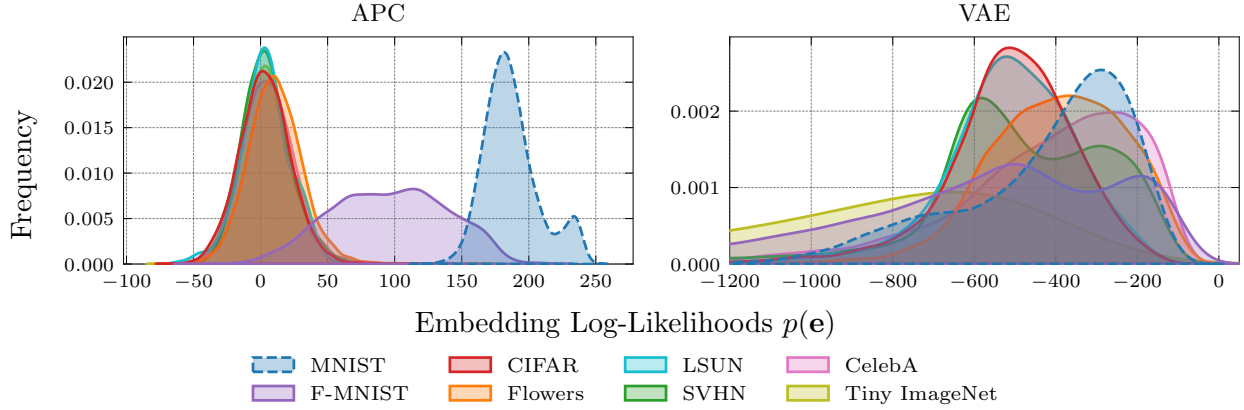 APC
VAE
Frequency
0.020
0.015
0.010
0.005
0.000
−100 −50 0 50 100 150 200 250
0.002
0.001
0.000
−1200 −1000 −800 −600 −400 −200 0
Embedding Log-Likelihoods p(e)
MNIST CIFAR LSUN CelebA
F-MNIST Flowers SVHN Tiny ImageNet